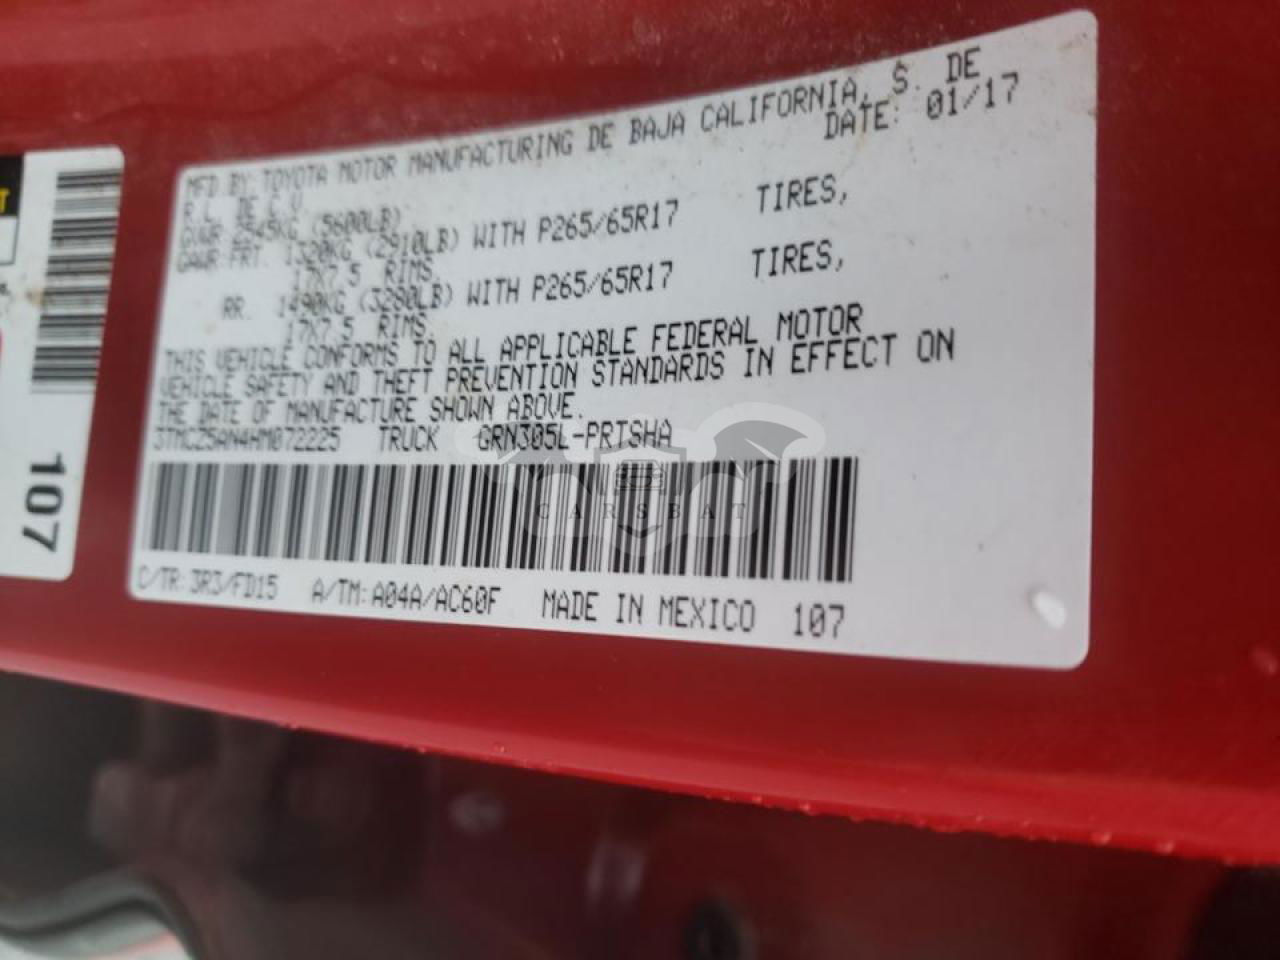 MFD BY: TOYOTA MOTOR MANUFACTURING DE BAJA CALIFORNIA, S. DE
R.L. DE C.V. DATE: 01/17
GVWR 2545KG (5600LB)
GAWR FRT. 1320KG (2910LB) WITH P265/65R17 TIRES,
17X7.5 RIMS,
RR. 1490KG (3280LB) WITH P265/65R17 TIRES,
17X7.5 RIMS.
THIS VEHICLE CONFORMS TO ALL APPLICABLE FEDERAL MOTOR
VEHICLE SAFETY AND THEFT PREVENTION STANDARDS IN EFFECT ON
THE DATE OF MANUFACTURE SHOWN ABOVE.
3TMCZ5AN4HM072225 TRUCK GRN305L-PRTSHA
CARSBAT
C/TR: 3R3/FD15 A/TM: A04A/AC60F MADE IN MEXICO 107
107